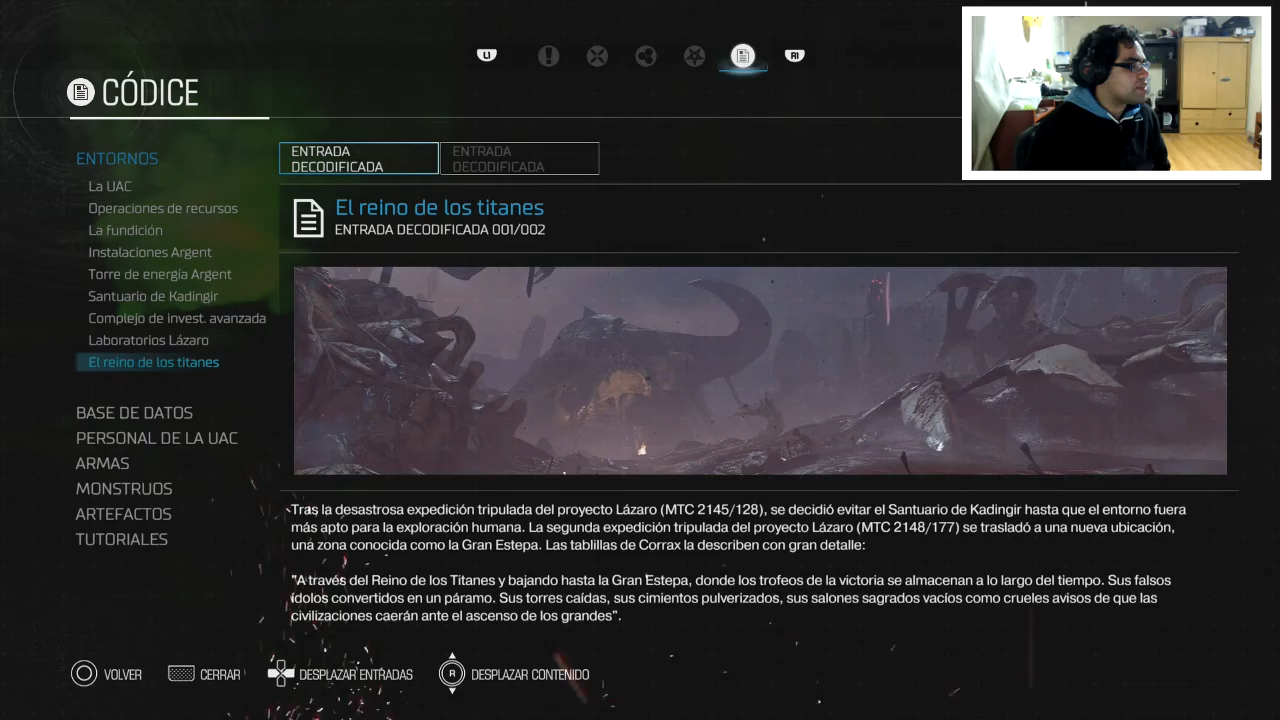 L1
R1
CÓDICE
ENTORNOS
La UAC
Operaciones de recursos
La fundición
Instalaciones Argent
Torre de energía Argent
Santuario de Kadingir
Complejo de invest. avanzada
Laboratorios Lázaro
El reino de los titanes
BASE DE DATOS
PERSONAL DE LA UAC
ARMAS
MONSTRUOS
ARTEFACTOS
TUTORIALES
ENTRADA
DECODIFICADA
ENTRADA
DECODIFICADA
El reino de los titanes
ENTRADA DECODIFICADA 001/002
Tras la desastrosa expedición tripulada del proyecto Lázaro (MTC 2145/128), se decidió evitar el Santuario de Kadingir hasta que el entorno fuera
más apto para la exploración humana. La segunda expedición tripulada del proyecto Lázaro (MTC 2148/177) se trasladó a una nueva ubicación,
una zona conocida como la Gran Estepa. Las tablillas de Corrax la describen con gran detalle:
"A través del Reino de los Titanes y bajando hasta la Gran Estepa, donde los trofeos de la victoria se almacenan a lo largo del tiempo. Sus falsos
ídolos convertidos en un páramo. Sus torres caídas, sus cimientos pulverizados, sus salones sagrados vacíos como crueles avisos de que las
civilizaciones caerán ante el ascenso de los grandes".
VOLVER
CERRAR
DESPLAZAR ENTRADAS
R
DESPLAZAR CONTENIDO